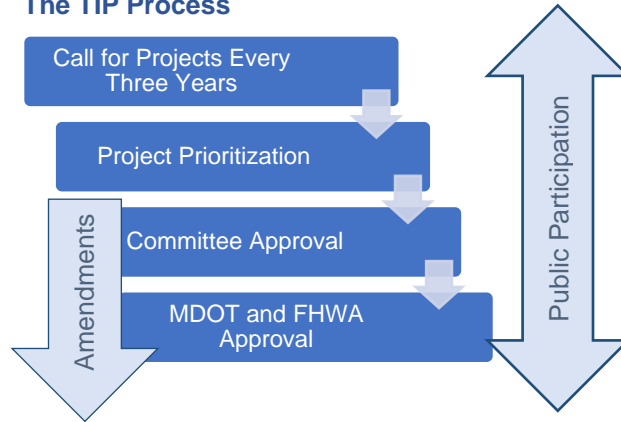 The TIP Process
Call for Projects Every
Three Years
Project Prioritization
Committee Approval
MDOT and FHWA
Approval
Amendments
Public Participation